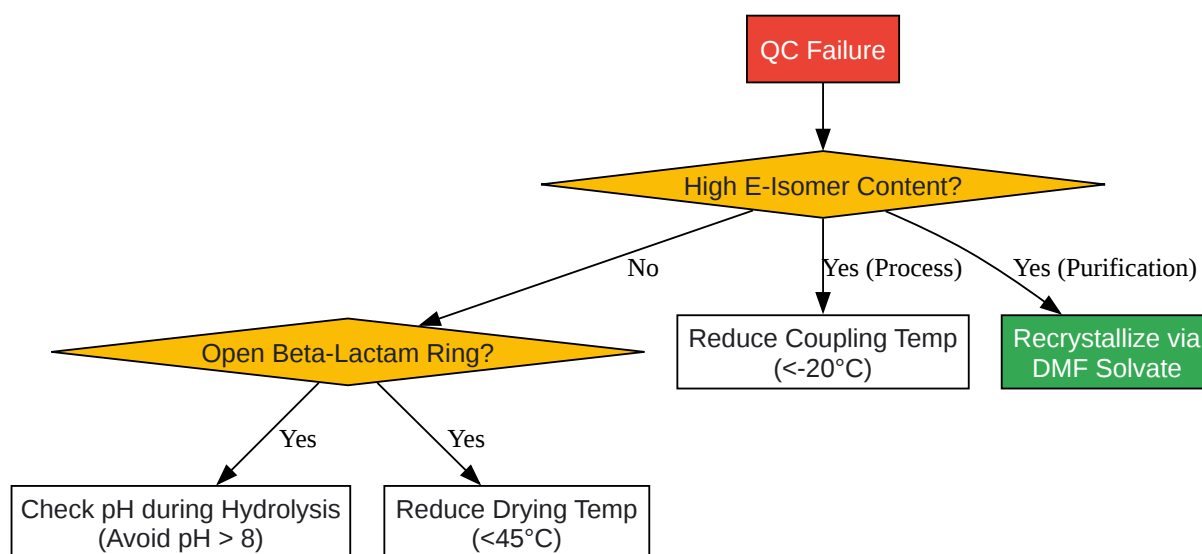 QC Failure
High E-Isomer Content?
No
Yes (Process)
Yes (Purification)
Open Beta-Lactam Ring?
Reduce Coupling Temp
(<-20°C)
Recrystallize via
DMF Solvate
Yes
Yes
Check pH during Hydrolysis
(Avoid pH > 8)
Reduce Drying Temp
(<45°C)